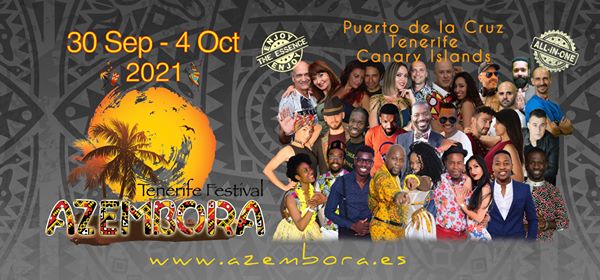 30 Sep - 4 Oct
2021
Puerto de la Cruz
Tenerife
Canary Islands
ENJOY
THE ESSENCE
ENJOY
ALL-IN-ONE
Tenerife Festival
AZEMBORA
www.azembora.es